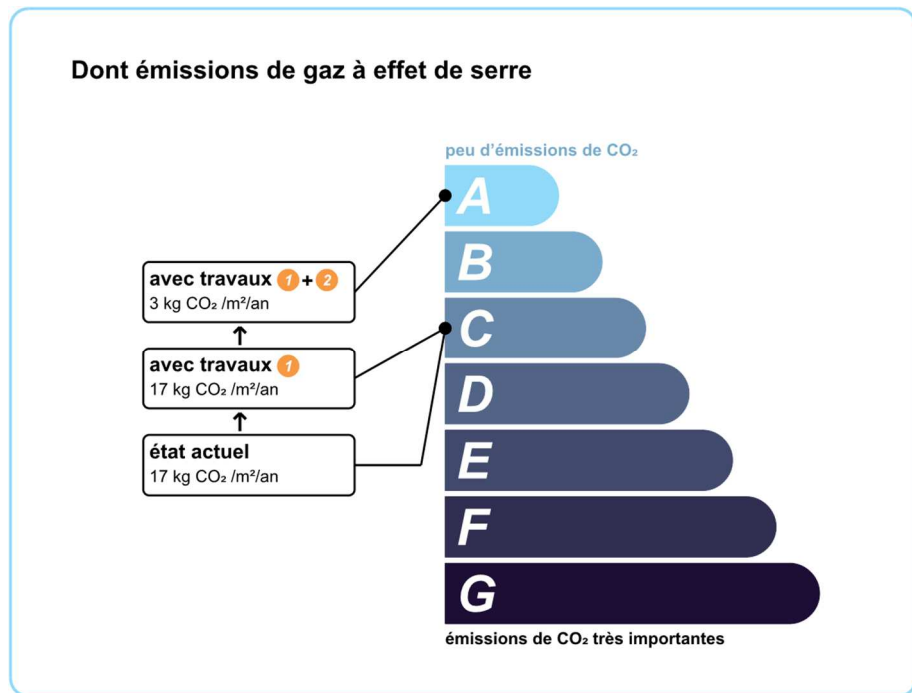 Dont émissions de gaz à effet de serre
peu d'émissions de CO₂
A
B
avec travaux 1 + 2
3 kg CO₂ /m²/an
C
avec travaux 1
17 kg CO₂ /m²/an
D
état actuel
17 kg CO₂ /m²/an
E
F
G
émissions de CO₂ très importantes